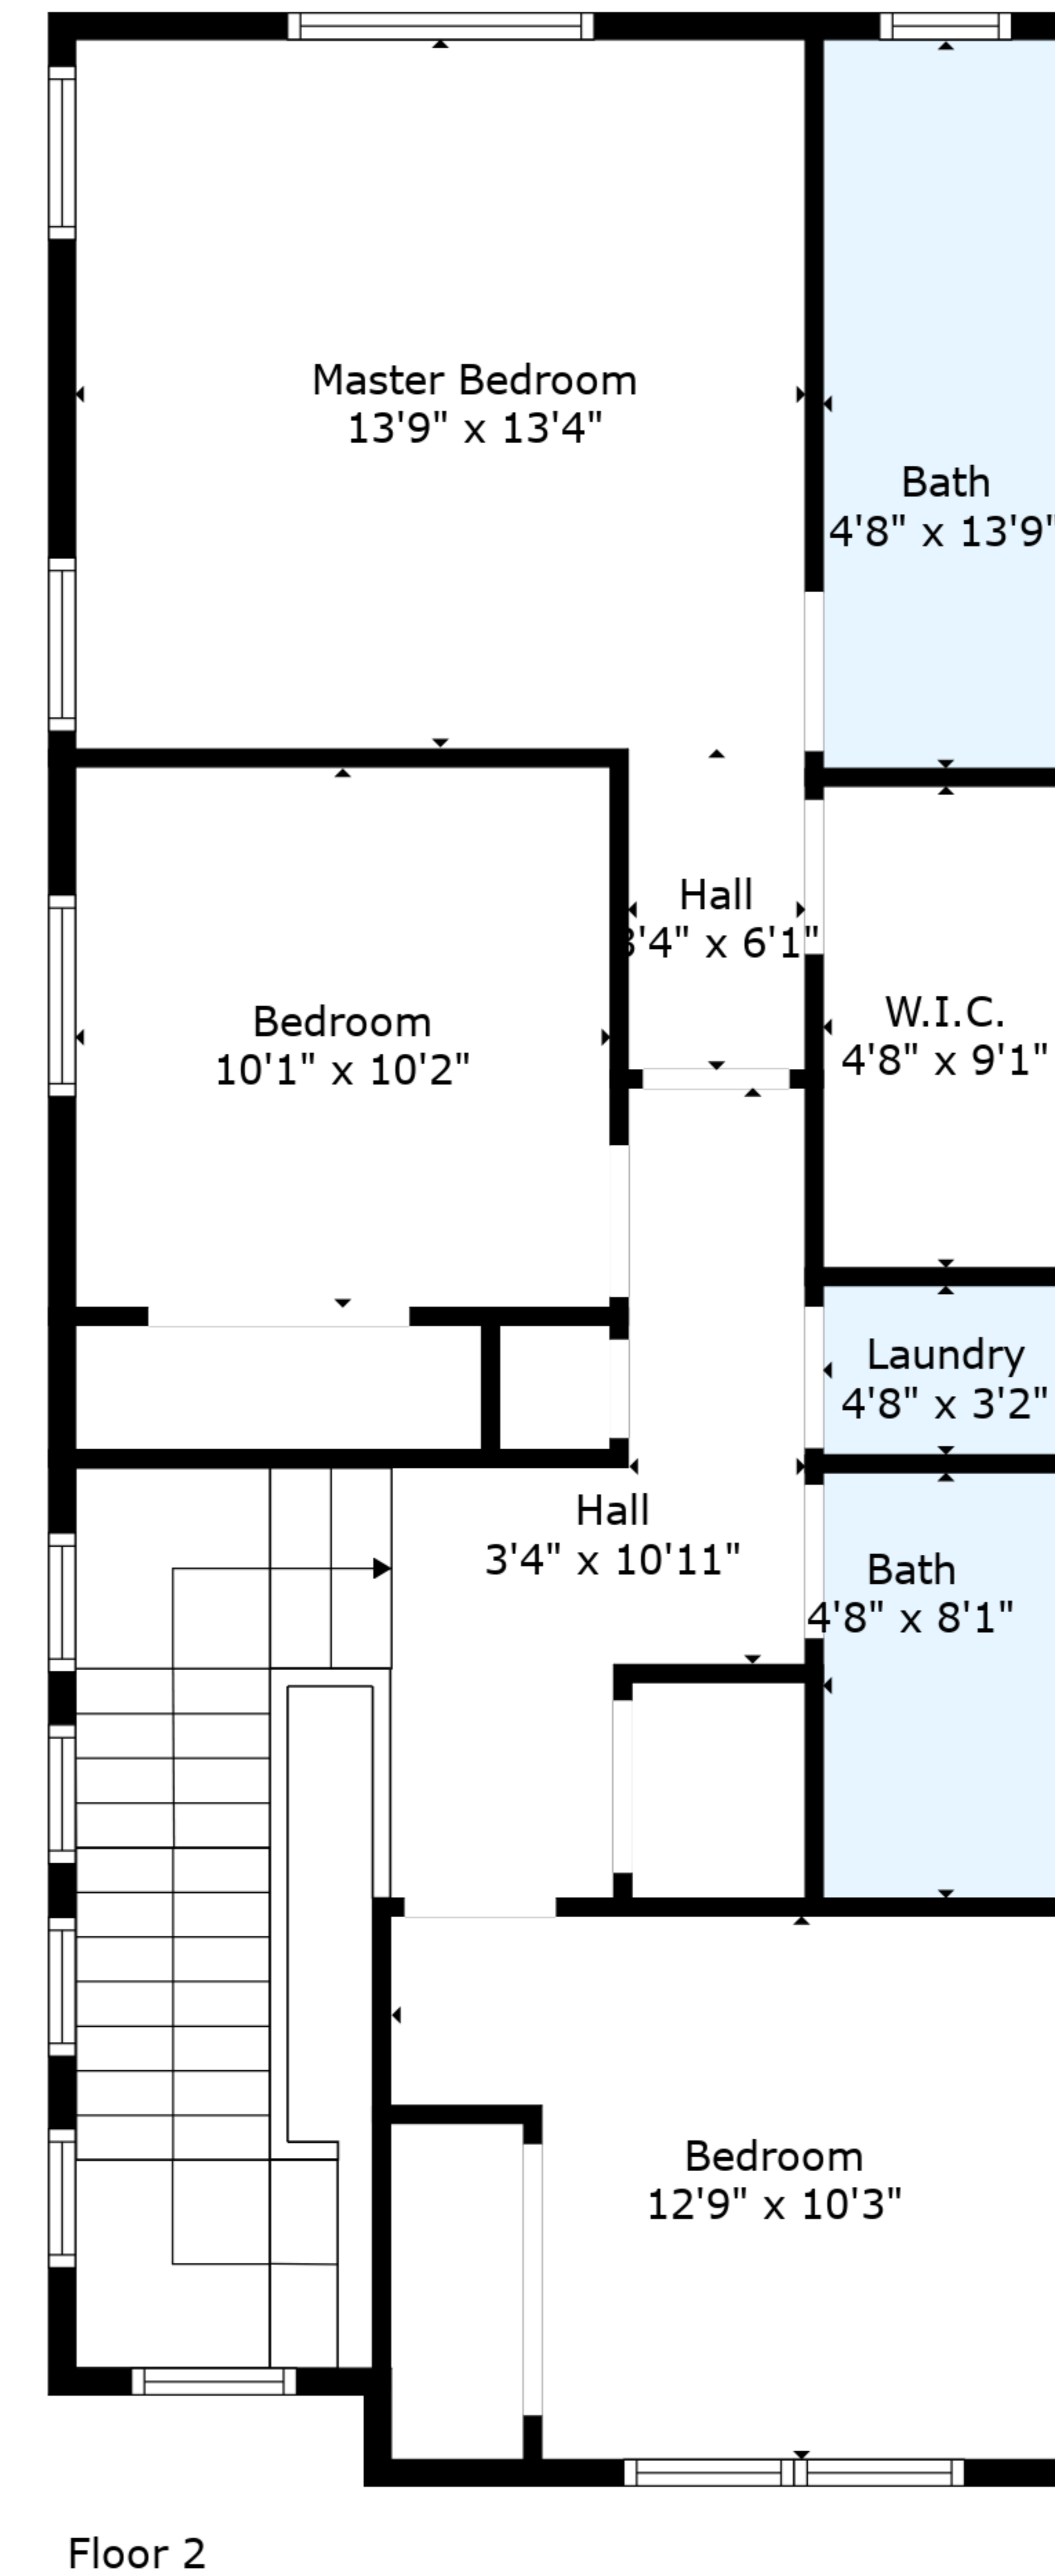 Master Bedroom
13'9" x 13'4"
Bath
4'8" x 13'9"
Hall
3'4" x 6'1"
W.I.C.
4'8" x 9'1"
Bedroom
10'1" x 10'2"
Laundry
4'8" x 3'2"
Hall
3'4" x 10'11"
Bath
4'8" x 8'1"
Bedroom
12'9" x 10'3"
Floor 2